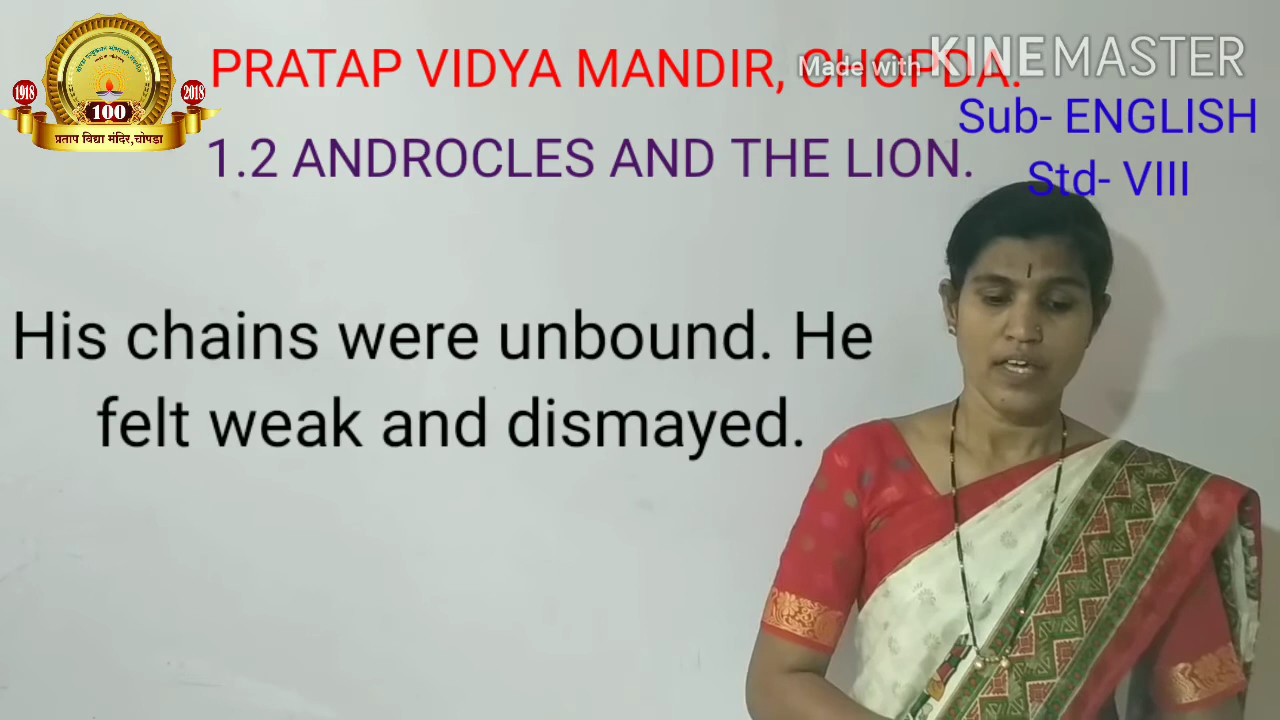 PRATAP VIDYA MANDIR, CHOPDA.
Made with KINEMASTER
Sub- ENGLISH
1.2 ANDROCLES AND THE LION.
Std- VIII
1918
2018
100
प्रताप विद्या मंदिर,चोपडा
His chains were unbound. He
felt weak and dismayed.